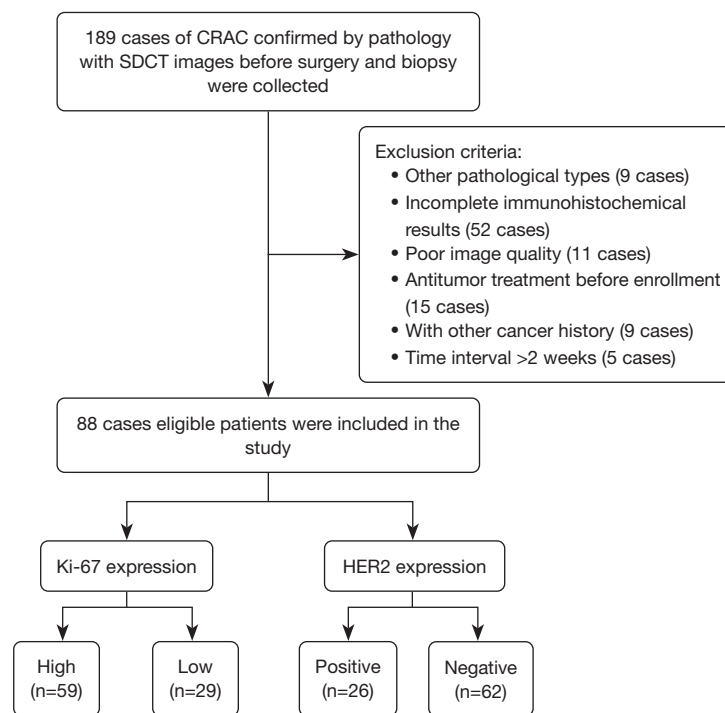 189 cases of CRAC confirmed by pathology
with SDCT images before surgery and biopsy
were collected
Exclusion criteria:
• Other pathological types (9 cases)
• Incomplete immunohistochemical
results (52 cases)
• Poor image quality (11 cases)
• Antitumor treatment before enrollment
(15 cases)
• With other cancer history (9 cases)
• Time interval >2 weeks (5 cases)
88 cases eligible patients were included in the
study
Ki-67 expression
HER2 expression
High
(n=59)
Low
(n=29)
Positive
(n=26)
Negative
(n=62)